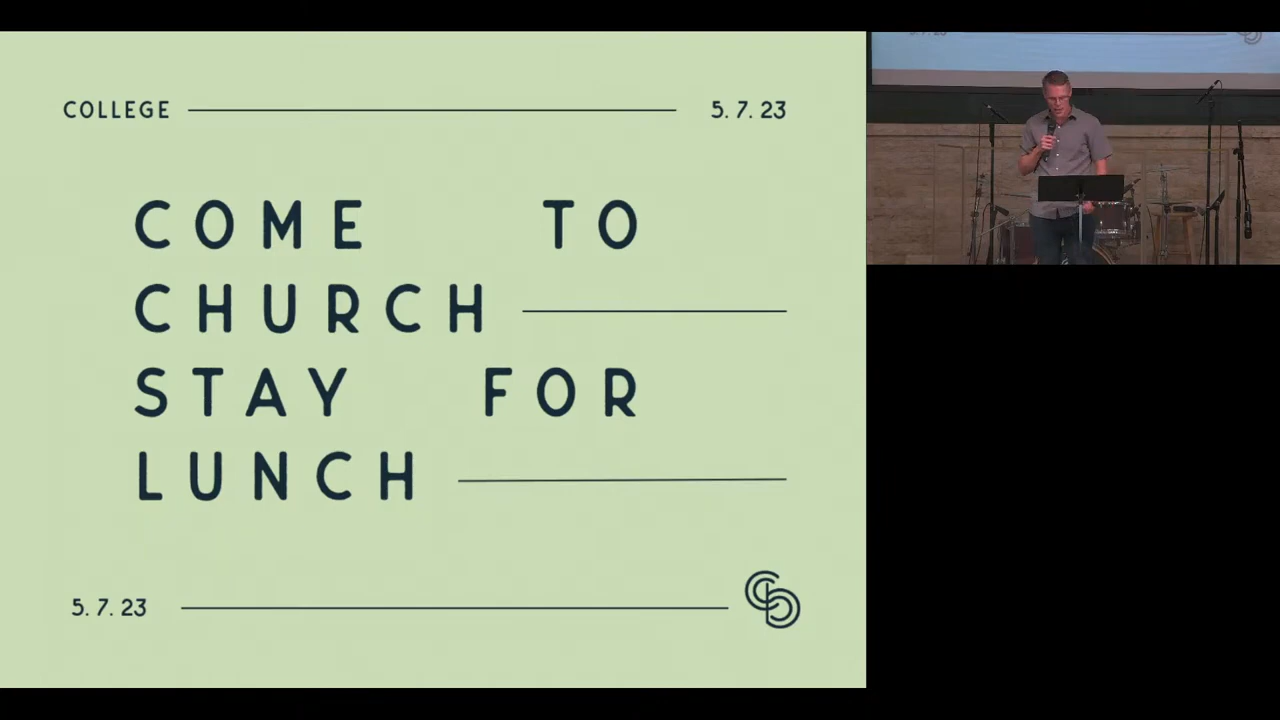 COLLEGE 5. 7. 23
COME TO
CHURCH
STAY FOR
LUNCH
5. 7. 23